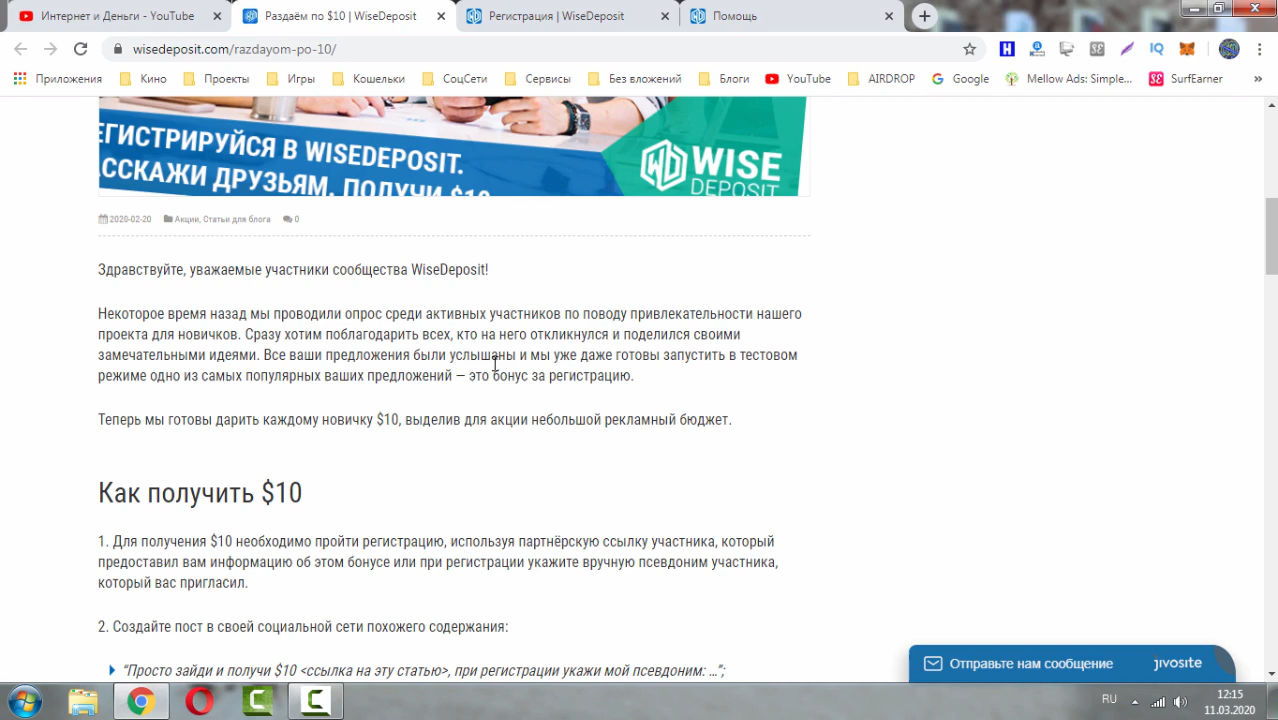 Интернет и Деньги - YouTube
Раздаём по $10 | WiseDeposit
Регистрация | WiseDeposit
Помощь
wisedeposit.com/razdayom-po-10/
Приложения
Кино
Проекты
Игры
Кошельки
СоцСети
Сервисы
Без вложений
Блоги
YouTube
AIRDROP
Google
Mellow Ads: Simple...
SurfEarner
ЕГИСТРИРУЙСЯ В WISEDEPOSIT.
АССКАЖИ ДРУЗЬЯМ. ПОЛУЧИ $10
WISE
DEPOSIT
2020-02-20 Акции, Статьи для блога 0
Здравствуйте, уважаемые участники сообщества WiseDeposit!
Некоторое время назад мы проводили опрос среди активных участников по поводу привлекательности нашего
проекта для новичков. Сразу хотим поблагодарить всех, кто на него откликнулся и поделился своими
замечательными идеями. Все ваши предложения были услышаны и мы уже даже готовы запустить в тестовом
режиме одно из самых популярных ваших предложений — это бонус за регистрацию.
Теперь мы готовы дарить каждому новичку $10, выделив для акции небольшой рекламный бюджет.
Как получить $10
1. Для получения $10 необходимо пройти регистрацию, используя партнёрскую ссылку участника, который
предоставил вам информацию об этом бонусе или при регистрации укажите вручную псевдоним участника,
который вас пригласил.
2. Создайте пост в своей социальной сети похожего содержания:
“Просто зайди и получи $10 <ссылка на эту статью>, при регистрации укажи мой псевдоним: …”;
Отправьте нам сообщение
jivosite
RU
12:15
11.03.2020